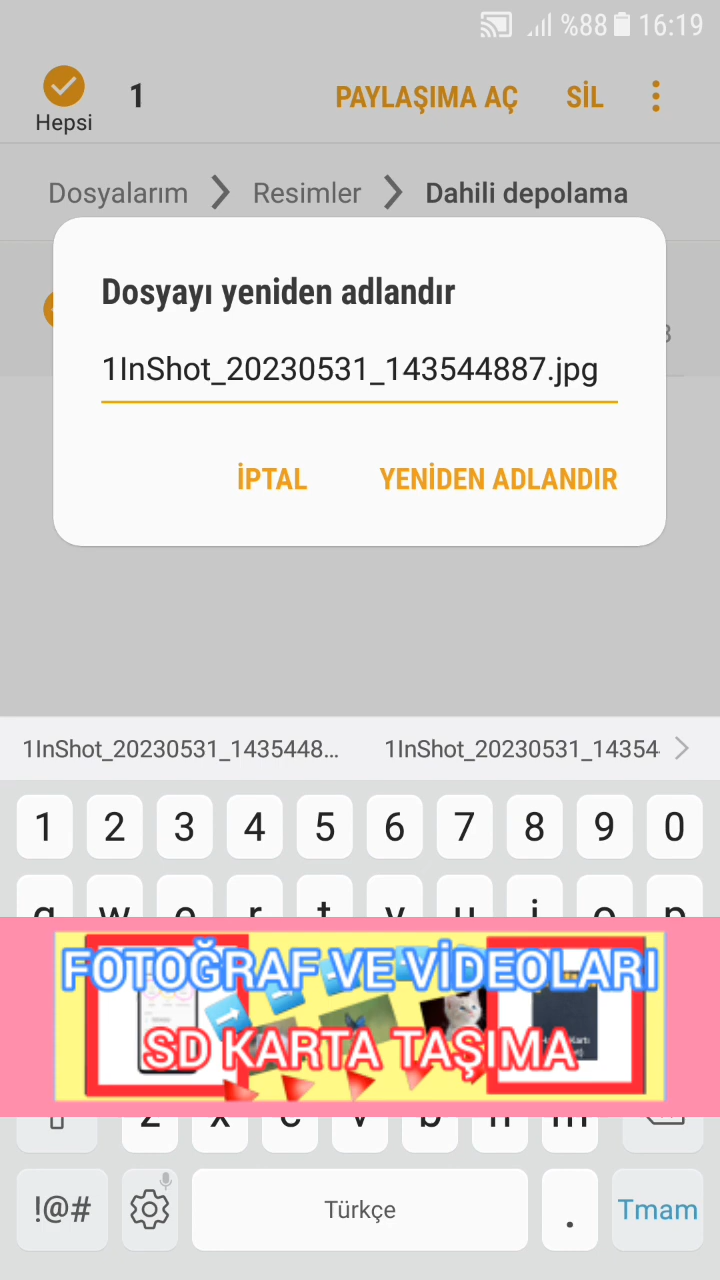 %88 16:19
Hepsi
1
PAYLAŞIMA AÇ
SİL
Dosyalarım
Resimler
Dahili depolama
Dosyayı yeniden adlandır
1InShot_20230531_143544887.jpg
İPTAL
YENİDEN ADLANDIR
1InShot_20230531_1435448...
1InShot_20230531_14354
1 2 3 4 5 6 7 8 9 0
q w e r t y u i o p
FOTOĞRAF VE VİDEOLARI
SD KARTA TAŞIMA
z x c v b n m
!@#
Türkçe
.
Tmam